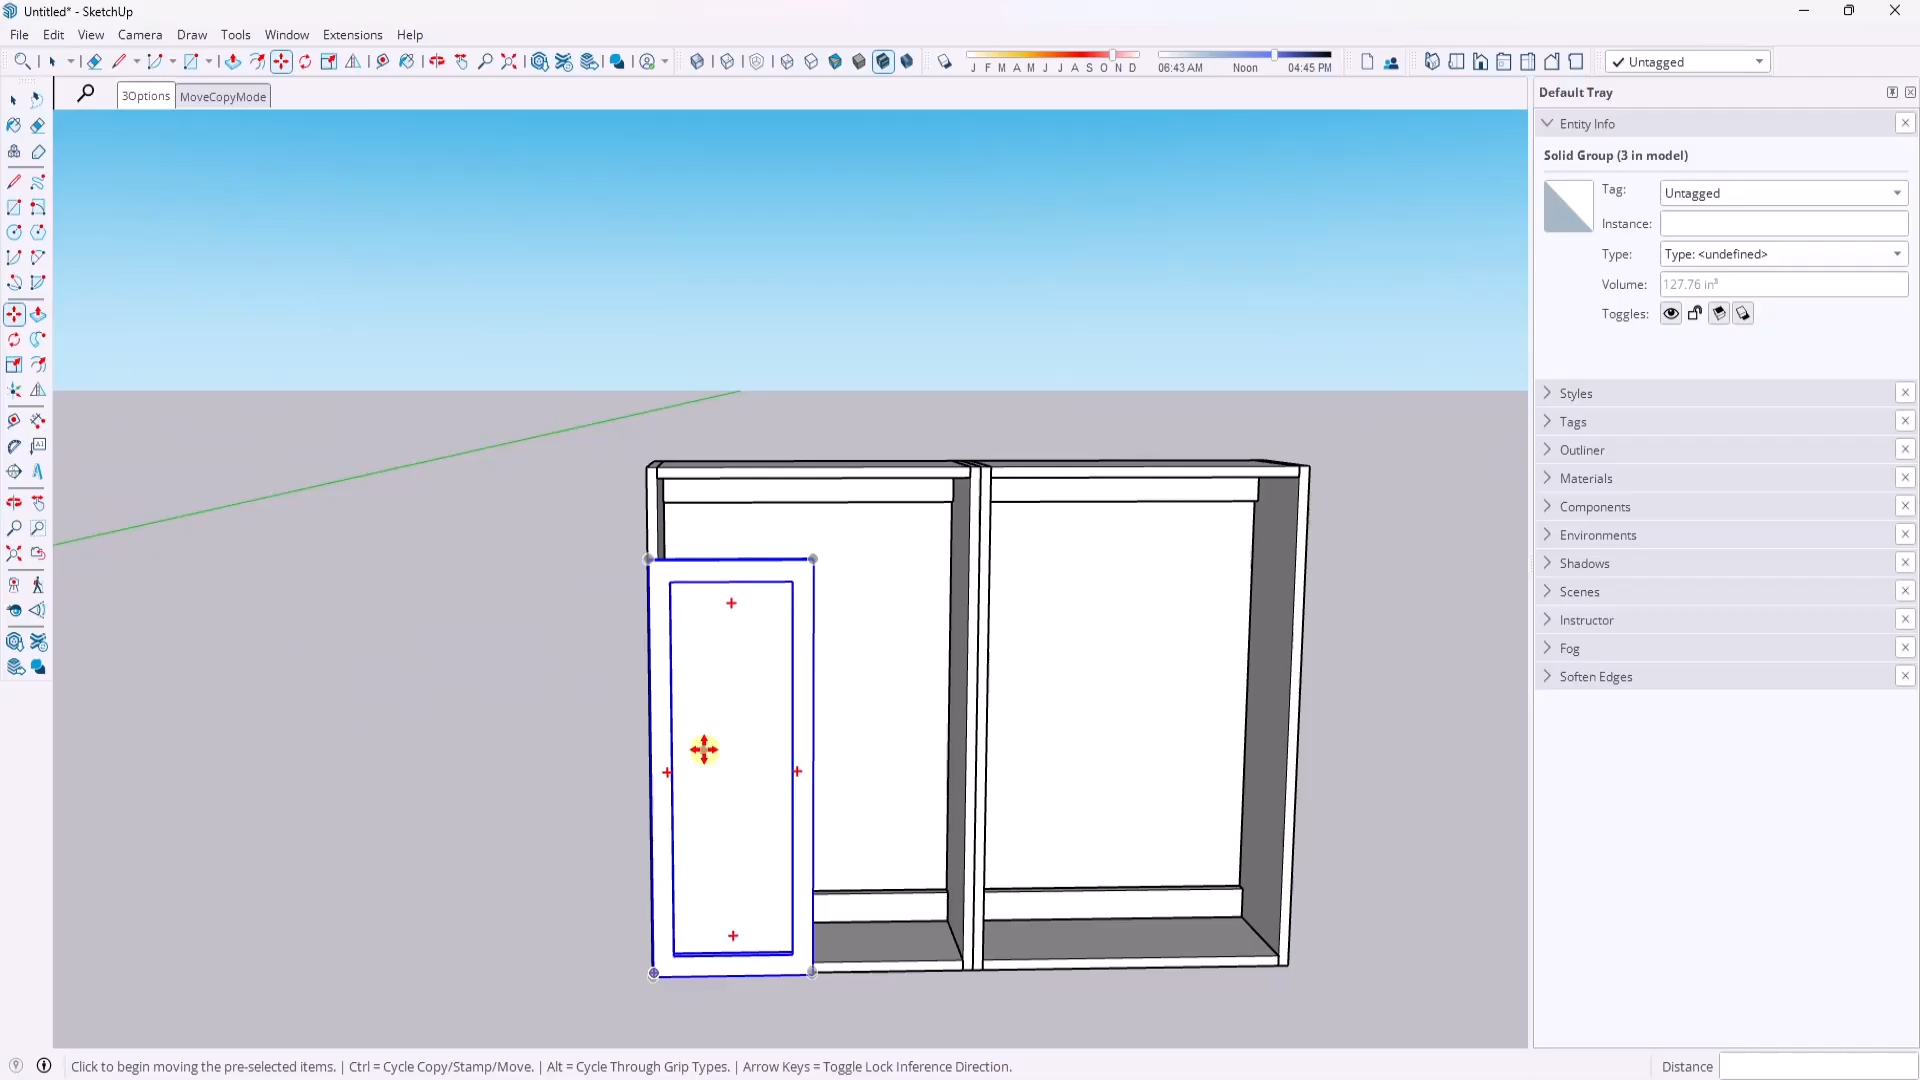 Untitled* - SketchUp
File Edit View Camera Draw Tools Window Extensions Help
J F M A M J J A S O N D
06:43 AM Noon 04:45 PM
Untagged
3Options MoveCopyMode
Default Tray
Entity Info
Solid Group (3 in model)
Tag: Untagged
Instance:
Type: Type: <undefined>
Volume: 127.76 in³
Toggles:
Styles
Tags
Outliner
Materials
Components
Environments
Shadows
Scenes
Instructor
Fog
Soften Edges
Click to begin moving the pre-selected items. | Ctrl = Cycle Copy/Stamp/Move. | Alt = Cycle Through Grip Types. | Arrow Keys = Toggle Lock Inference Direction.
Distance